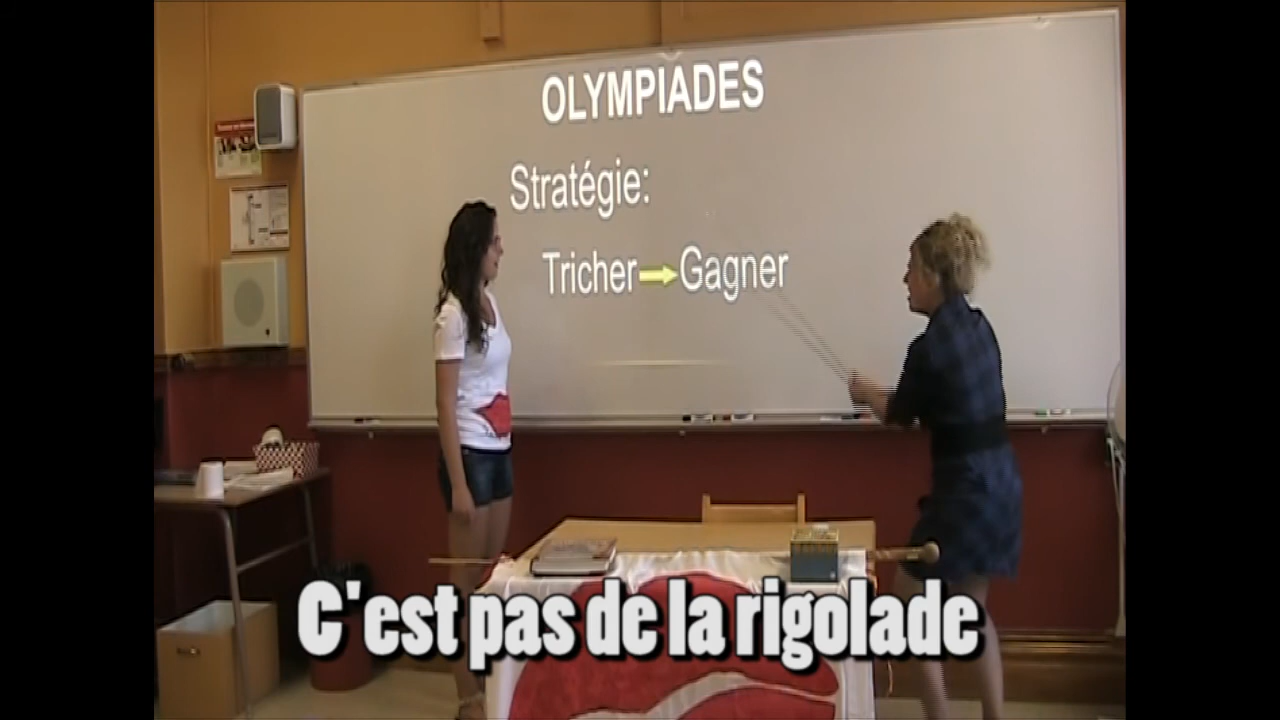 OLYMPIADES
Stratégie:
Tricher → Gagner
C'est pas de la rigolade